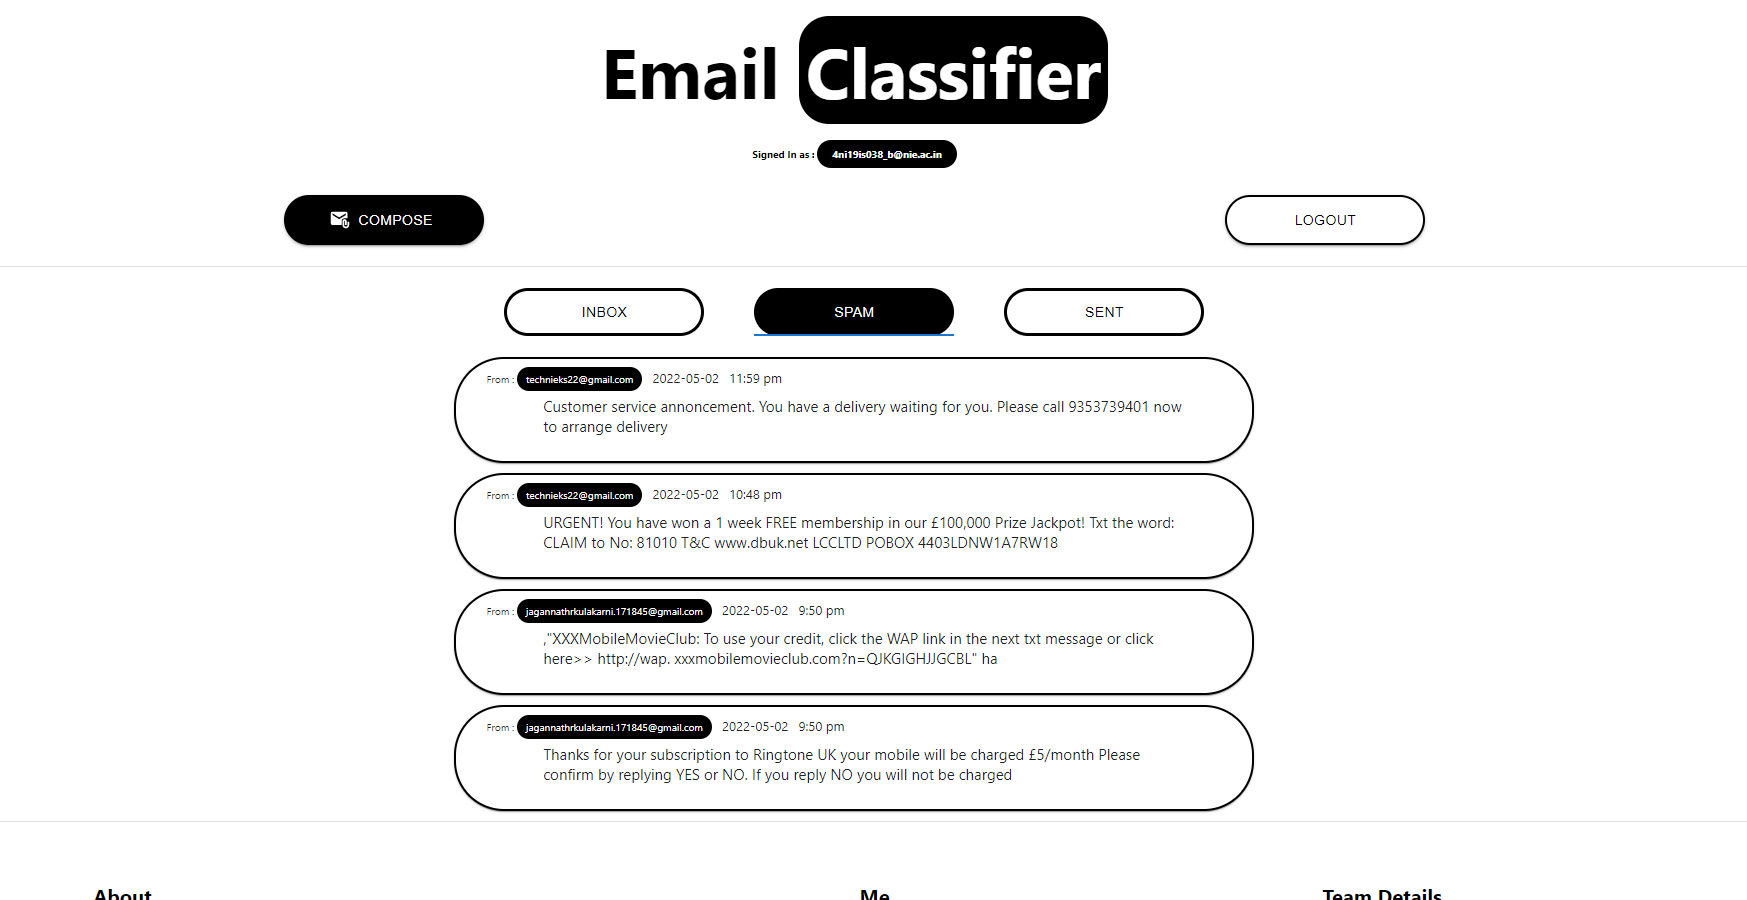 Email Classifier
Signed In as : 4ni19is038_b@nie.ac.in
COMPOSE
LOGOUT
INBOX
SPAM
SENT
From : technieks22@gmail.com 2022-05-02 11:59 pm
Customer service annoncement. You have a delivery waiting for you. Please call 9353739401 now
to arrange delivery
From : technieks22@gmail.com 2022-05-02 10:48 pm
URGENT! You have won a 1 week FREE membership in our £100,000 Prize Jackpot! Txt the word:
CLAIM to No: 81010 T&C www.dbuk.net LCCLTD POBOX 4403LDNW1A7RW18
From : jagannathrkulakarni.171845@gmail.com 2022-05-02 9:50 pm
,"XXXMobileMovieClub: To use your credit, click the WAP link in the next txt message or click
here>> http://wap. xxxmobilemovieclub.com?n=QJKGIGHJJGCBL" ha
From : jagannathrkulakarni.171845@gmail.com 2022-05-02 9:50 pm
Thanks for your subscription to Ringtone UK your mobile will be charged £5/month Please
confirm by replying YES or NO. If you reply NO you will not be charged
About
Me
Team Details